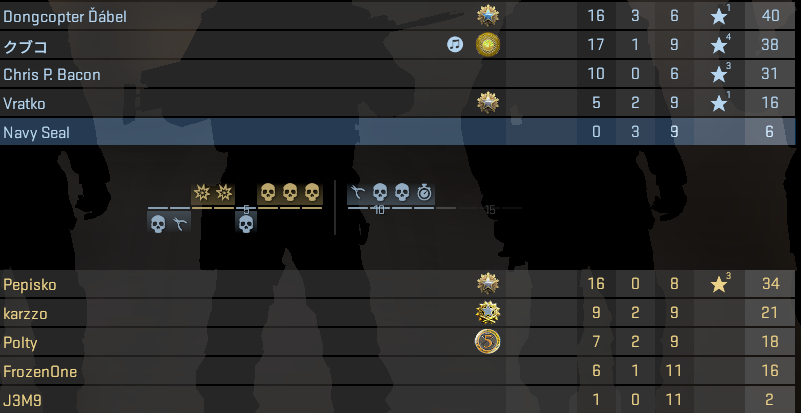 Dongcopter Ďábel 16 3 6 1 40
クブコ 17 1 9 4 38
Chris P. Bacon 10 0 6 3 31
Vratko 5 2 9 1 16
Navy Seal 0 3 9 6
5 10 15
Pepisko 16 0 8 3 34
karzzo 9 2 9 21
Polty 5 7 2 9 18
FrozenOne 6 1 11 16
J3M9 1 0 11 2